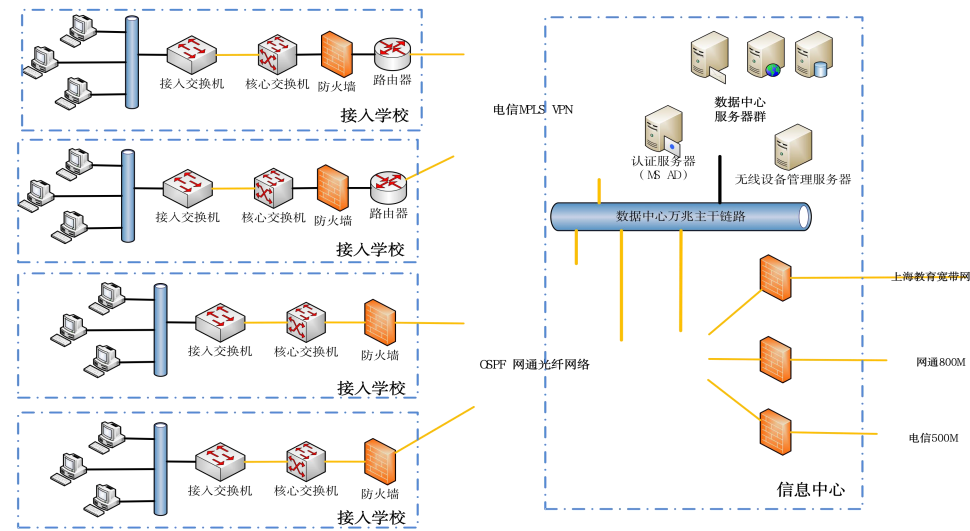 接入交换机
核心交换机
防火墙
路由器
接入学校
接入交换机
核心交换机
防火墙
路由器
接入学校
接入交换机
核心交换机
防火墙
接入学校
接入交换机
核心交换机
防火墙
接入学校
电信MPLS VPN
OSPF 网通光纤网络
数据中心
服务器群
认证服务器
(MS AD)
无线设备管理服务器
数据中心万兆主干链路
上海教育宽带网
网通800M
电信500M
信息中心